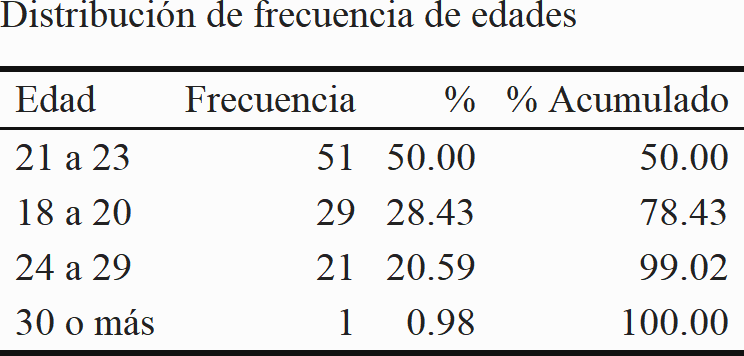 Distribución de frecuencia de edades
Edad Frecuencia % % Acumulado
21 a 23 51 50.00 50.00
18 a 20 29 28.43 78.43
24 a 29 21 20.59 99.02
30 o más 1 0.98 100.00